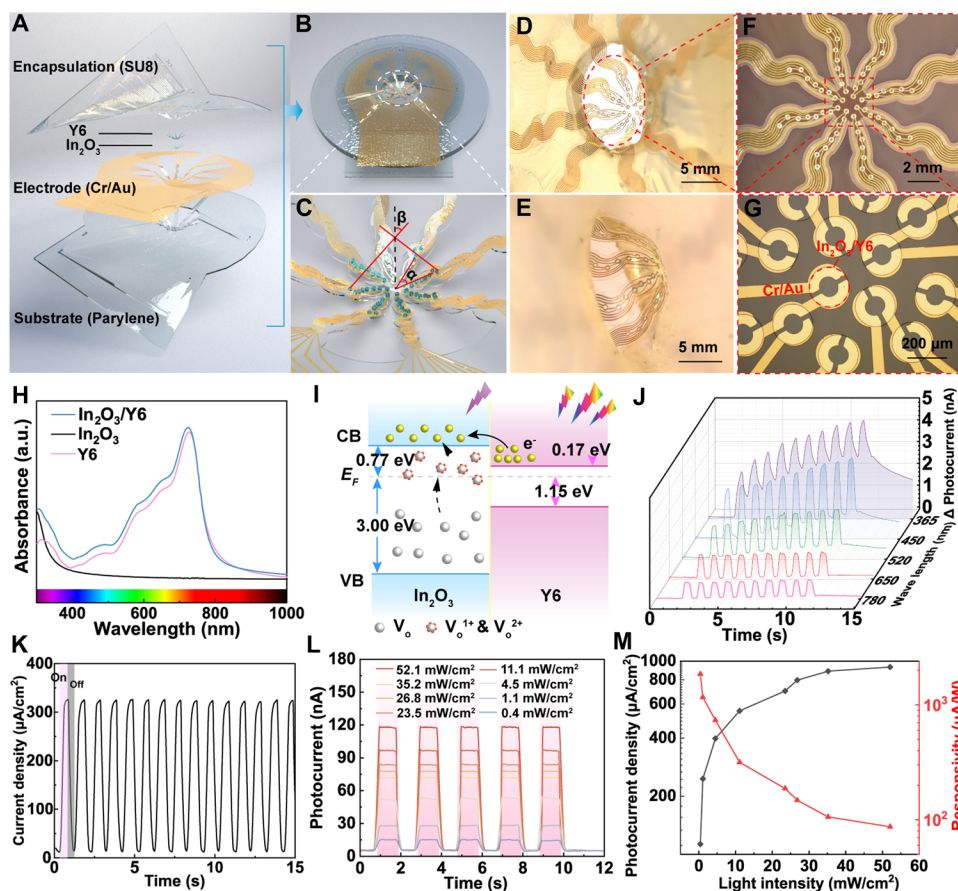 A
Encapsulation (SU8)
Y6
In2O3
Electrode (Cr/Au)
Substrate (Parylene)
B
C
β
α
D
5 mm
E
5 mm
F
2 mm
G
In2O3/Y6
Cr/Au
200 μm
H
In2O3/Y6
In2O3
Y6
Absorbance (a.u.)
400 600 800 1000
Wavelength (nm)
I
CB
0.77 eV
EF
3.00 eV
VB
In2O3
e-
0.17 eV
1.15 eV
Y6
Vo
Vo1+ & Vo2+
J
5
4
3
2
1
0
Δ Photocurrent (nA)
365
450
520
650
780
Wave length (nm)
0 5 10 15
Time (s)
K
On
Off
400
300
200
100
0
Current density (μA/cm2)
0 5 10 15
Time (s)
L
180
150
120
90
60
30
0
Photocurrent (nA)
52.1 mW/cm2 11.1 mW/cm2
35.2 mW/cm2 4.5 mW/cm2
26.8 mW/cm2 1.1 mW/cm2
23.5 mW/cm2 0.4 mW/cm2
0 2 4 6 8 10 12
Time (s)
M
1000
800
600
400
200
Photocurrent density (μA/cm2)
103
102
Responsivity (μA/W)
0 10 20 30 40 50
Light intensity (mW/cm2)